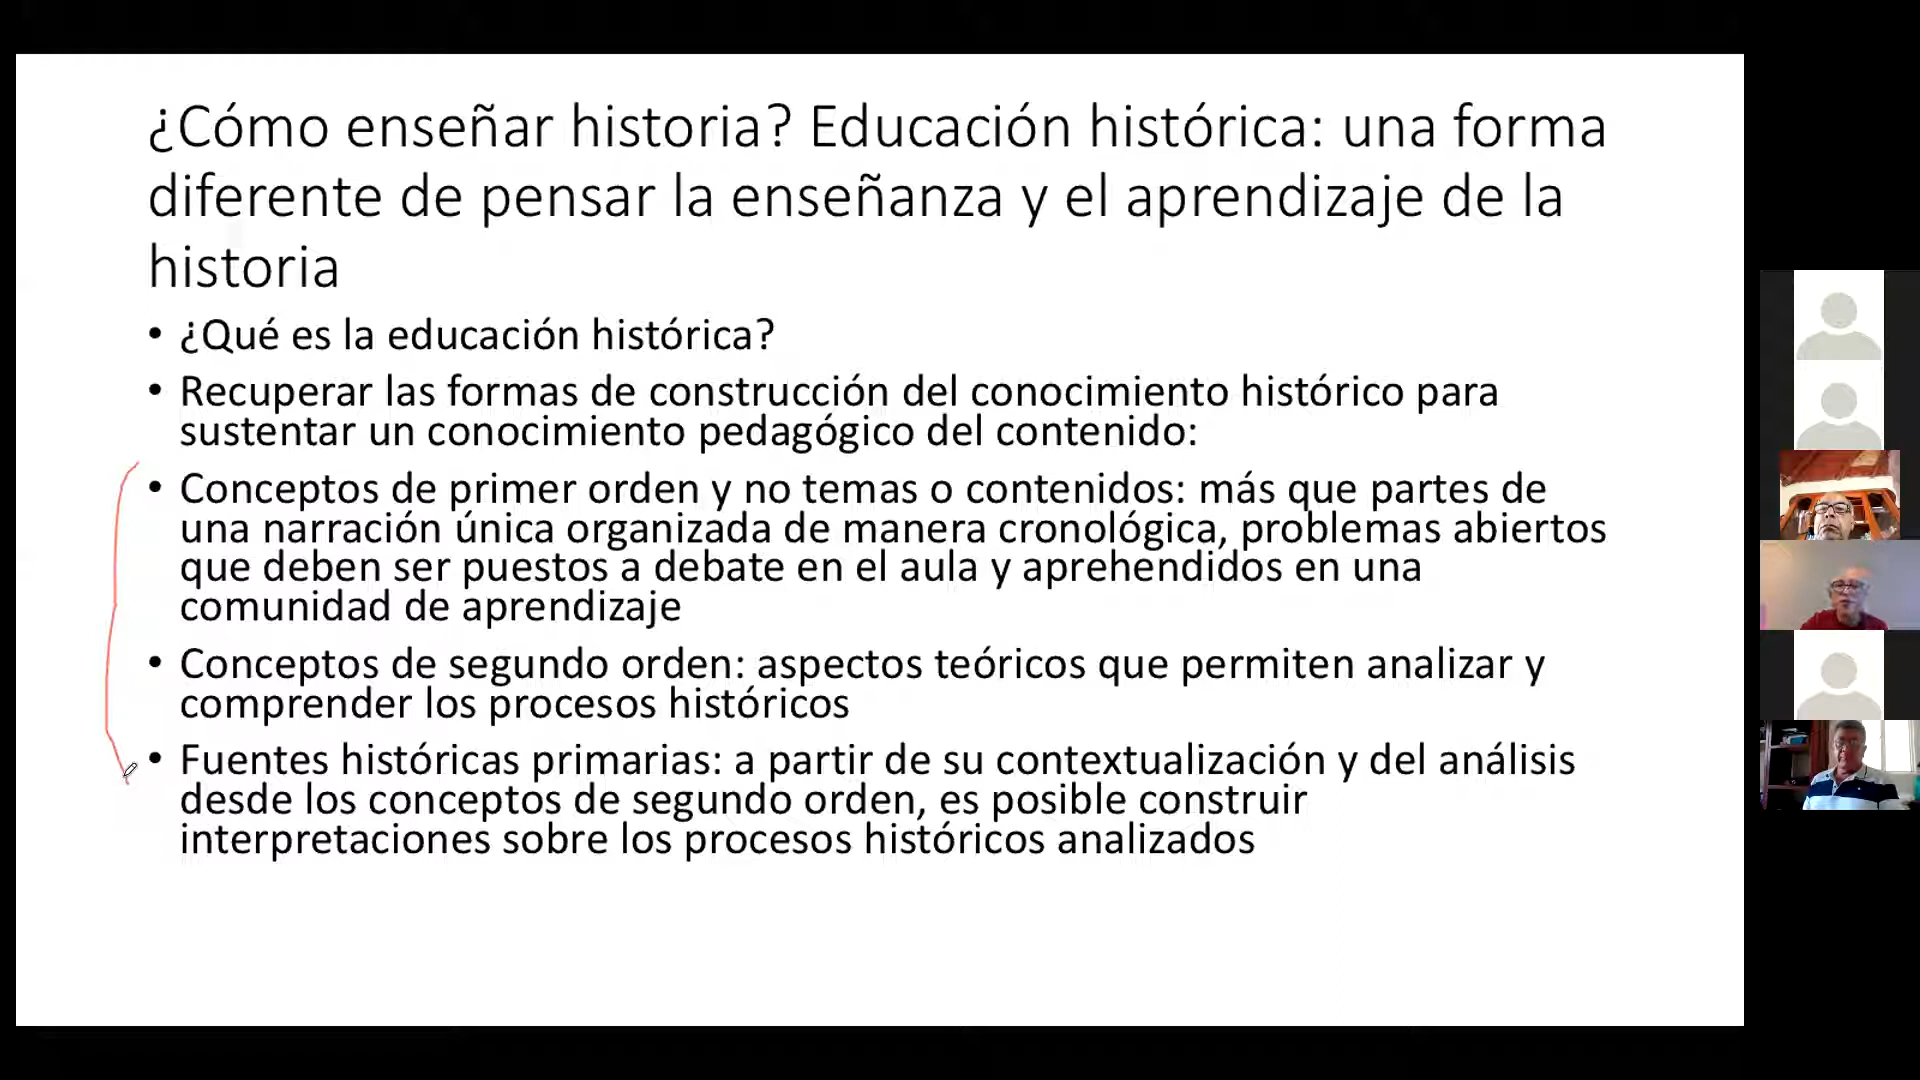 ¿Cómo enseñar historia? Educación histórica: una forma
diferente de pensar la enseñanza y el aprendizaje de la
historia
• ¿Qué es la educación histórica?
• Recuperar las formas de construcción del conocimiento histórico para
sustentar un conocimiento pedagógico del contenido:
• Conceptos de primer orden y no temas o contenidos: más que partes de
una narración única organizada de manera cronológica, problemas abiertos
que deben ser puestos a debate en el aula y aprehendidos en una
comunidad de aprendizaje
• Conceptos de segundo orden: aspectos teóricos que permiten analizar y
comprender los procesos históricos
• Fuentes históricas primarias: a partir de su contextualización y del análisis
desde los conceptos de segundo orden, es posible construir
interpretaciones sobre los procesos históricos analizados